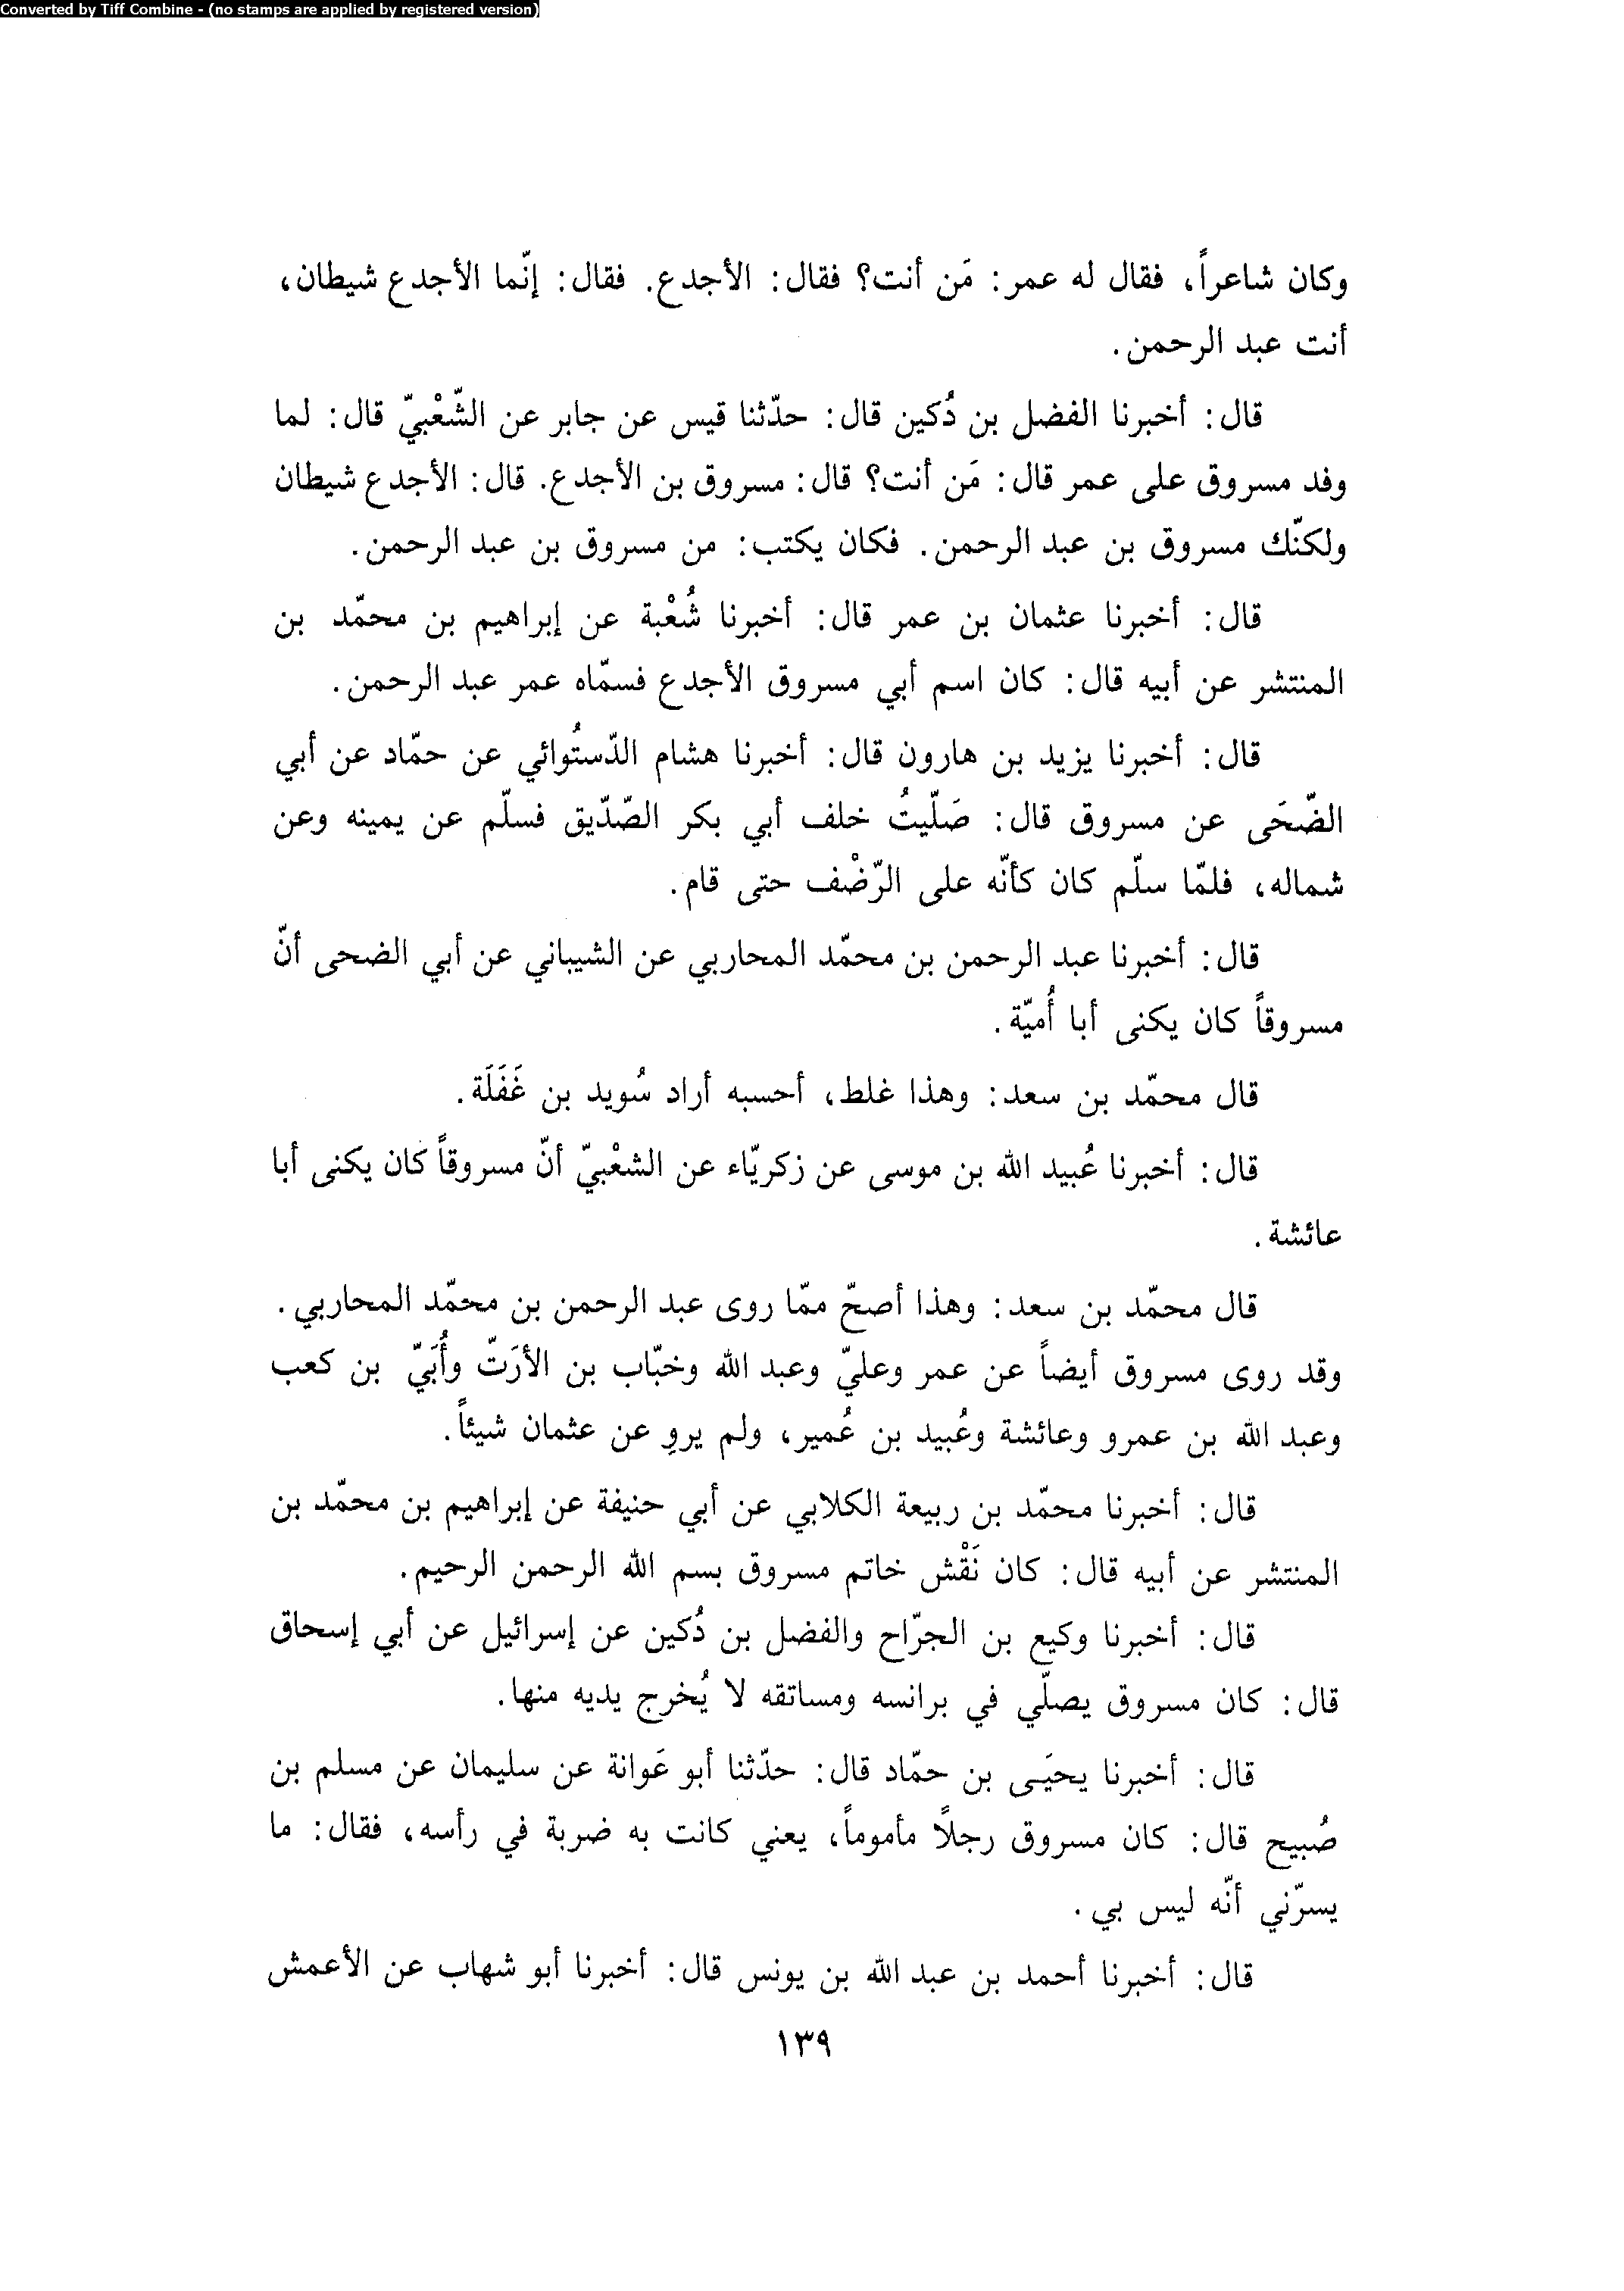 Converted by Tiff Combine - (no stamps are applied by registered version)
وكان شاعراً، فقال له عمر: مَن أنت؟ فقال: الأجدع. فقال: إنّما الأجدع شيطان،
أنت عبد الرحمن.
قال: أخبرنا الفضل بن دُكين قال: حدّثنا قيس عن جابر عن الشّعْبيّ قال: لما
وفد مسروق على عمر قال: مَن أنت؟ قال: مسروق بن الأجدع. قال: الأجدع شيطان
ولكنّك مسروق بن عبد الرحمن. فكان يكتب: من مسروق بن عبد الرحمن.
قال: أخبرنا عثمان بن عمر قال: أخبرنا شُعْبة عن إبراهيم بن محمّد بن
المنتشر عن أبيه قال: كان اسم أبي مسروق الأجدع فسمّاه عمر عبد الرحمن.
قال: أخبرنا يزيد بن هارون قال: أخبرنا هشام الدّستُوائي عن حمّاد عن أبي
الضّحَى عن مسروق قال: صَلّيتُ خلف أبي بكر الصّدّيق فسلّم عن يمينه وعن
شماله، فلمّا سلّم كان كأنّه على الرّضْف حتى قام.
قال: أخبرنا عبد الرحمن بن محمّد المحاربي عن الشيباني عن أبي الضحى أنّ
مسروقاً كان يكنى أبا أُميّة.
قال محمّد بن سعد: وهذا غلط، أحسبه أراد سُويد بن غَفَلَة.
قال: أخبرنا عُبيد الله بن موسى عن زكريّاء عن الشعْبيّ أنّ مسروقاً كان يكنى أبا
عائشة.
قال محمّد بن سعد: وهذا أصحّ ممّا روى عبد الرحمن بن محمّد المحاربي.
وقد روى مسروق أيضاً عن عمر وعليّ وعبد الله وخبّاب بن الأرَتّ وأُبَيّ بن كعب
وعبد الله بن عمرو وعائشة وعُبيد بن عُمير، ولم يروِ عن عثمان شيئاً.
قال: أخبرنا محمّد بن ربيعة الكلابي عن أبي حنيفة عن إبراهيم بن محمّد بن
المنتشر عن أبيه قال: كان نَقْش خاتم مسروق بسم الله الرحمن الرحيم.
قال: أخبرنا وكيع بن الجرّاح والفضل بن دُكين عن إسرائيل عن أبي إسحاق
قال: كان مسروق يصلّي في برانسه ومساتقه لا يُخرج يديه منها.
قال: أخبرنا يحيَى بن حمّاد قال: حدّثنا أبو عَوانة عن سليمان عن مسلم بن
صُبيح قال: كان مسروق رجلاً مأموماً، يعني كانت به ضربة في رأسه، فقال: ما
يسرّني أنّه ليس بي.
قال: أخبرنا أحمد بن عبد الله بن يونس قال: أخبرنا أبو شهاب عن الأعمش
١٣٩